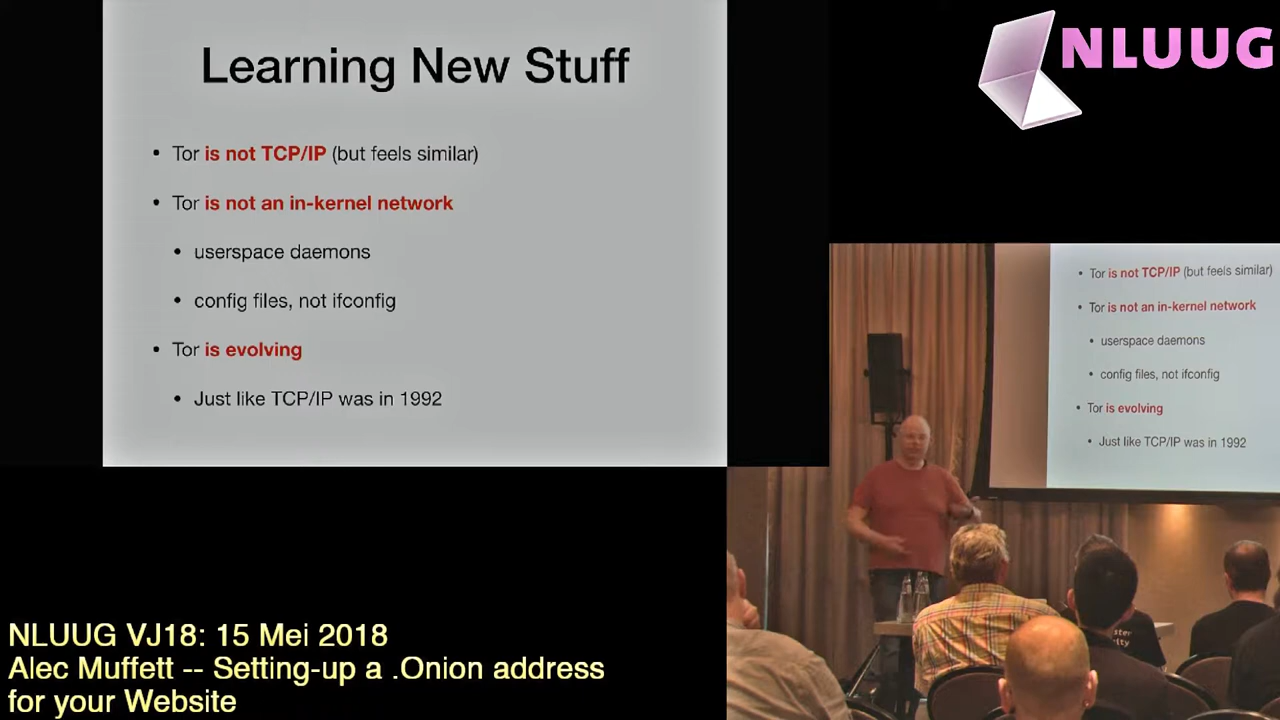 Learning New Stuff
• Tor is not TCP/IP (but feels similar)
• Tor is not an in-kernel network
• userspace daemons
• config files, not ifconfig
• Tor is evolving
• Just like TCP/IP was in 1992
NLUUG
• Tor is not TCP/IP (but feels similar)
• Tor is not an in-kernel network
• userspace daemons
• config files, not ifconfig
• Tor is evolving
• Just like TCP/IP was in 1992
NLUUG VJ18: 15 Mei 2018
Alec Muffett -- Setting-up a .Onion address
for your Website